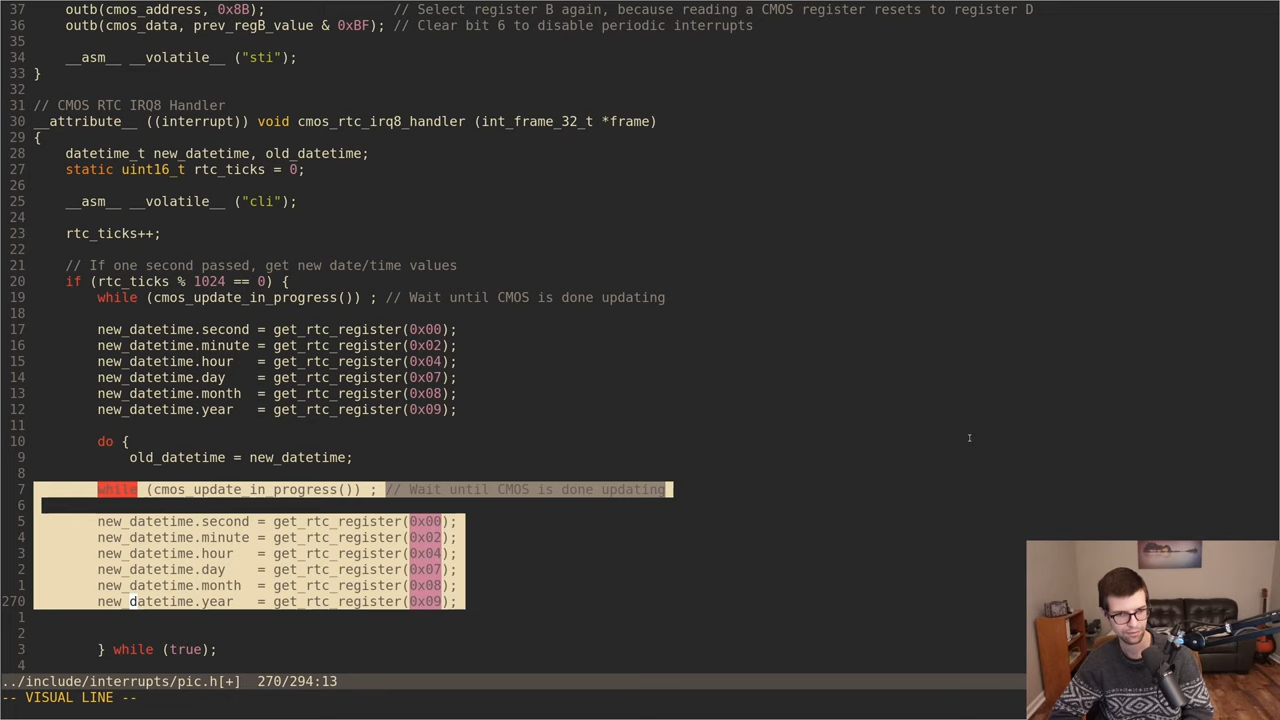 37     outb(cmos_address, 0x8B);                // Select register B again, because reading a CMOS register resets to register D
36     outb(cmos_data, prev_regB_value & 0xBF); // Clear bit 6 to disable periodic interrupts
35
34     __asm__ __volatile__ ("sti");
33 }
32
31 // CMOS RTC IRQ8 Handler
30 __attribute__ ((interrupt)) void cmos_rtc_irq8_handler (int_frame_32_t *frame)
29 {
28     datetime_t new_datetime, old_datetime;
27     static uint16_t rtc_ticks = 0;
26
25     __asm__ __volatile__ ("cli");
24
23     rtc_ticks++;
22
21     // If one second passed, get new date/time values
20     if (rtc_ticks % 1024 == 0) {
19         while (cmos_update_in_progress()) ; // Wait until CMOS is done updating
18
17         new_datetime.second = get_rtc_register(0x00);
16         new_datetime.minute = get_rtc_register(0x02);
15         new_datetime.hour   = get_rtc_register(0x04);
14         new_datetime.day    = get_rtc_register(0x07);
13         new_datetime.month  = get_rtc_register(0x08);
12         new_datetime.year   = get_rtc_register(0x09);
11
10         do {
9             old_datetime = new_datetime;
8
7         while (cmos_update_in_progress()) ; // Wait until CMOS is done updating
6
5         new_datetime.second = get_rtc_register(0x00);
4         new_datetime.minute = get_rtc_register(0x02);
3         new_datetime.hour   = get_rtc_register(0x04);
2         new_datetime.day    = get_rtc_register(0x07);
1         new_datetime.month  = get_rtc_register(0x08);
270         new_datetime.year   = get_rtc_register(0x09);
1
2
3         } while (true);
4
../include/interrupts/pic.h[+]  270/294:13
-- VISUAL LINE --